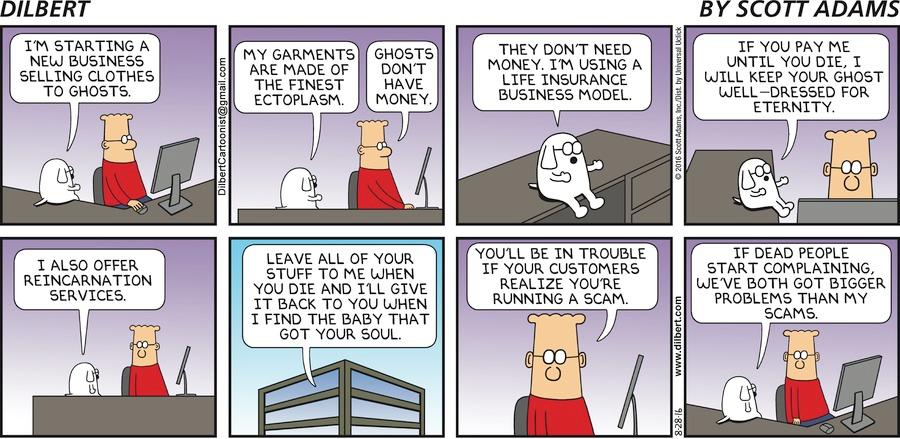 DILBERT
BY SCOTT ADAMS
I'M STARTING A
NEW BUSINESS
SELLING CLOTHES
TO GHOSTS.
DilbertCartoonist@gmail.com
MY GARMENTS
ARE MADE OF
THE FINEST
ECTOPLASM.
GHOSTS
DON'T
HAVE
MONEY.
THEY DON'T NEED
MONEY. I'M USING A
LIFE INSURANCE
BUSINESS MODEL.
© 2016 Scott Adams, Inc./Dist. by Universal Uclick
IF YOU PAY ME
UNTIL YOU DIE, I
WILL KEEP YOUR GHOST
WELL-DRESSED FOR
ETERNITY.
I ALSO OFFER
REINCARNATION
SERVICES.
LEAVE ALL OF YOUR
STUFF TO ME WHEN
YOU DIE AND I'LL GIVE
IT BACK TO YOU WHEN
I FIND THE BABY THAT
GOT YOUR SOUL.
YOU'LL BE IN TROUBLE
IF YOUR CUSTOMERS
REALIZE YOU'RE
RUNNING A SCAM.
www.dilbert.com
8-28-16
IF DEAD PEOPLE
START COMPLAINING,
WE'VE BOTH GOT BIGGER
PROBLEMS THAN MY
SCAMS.